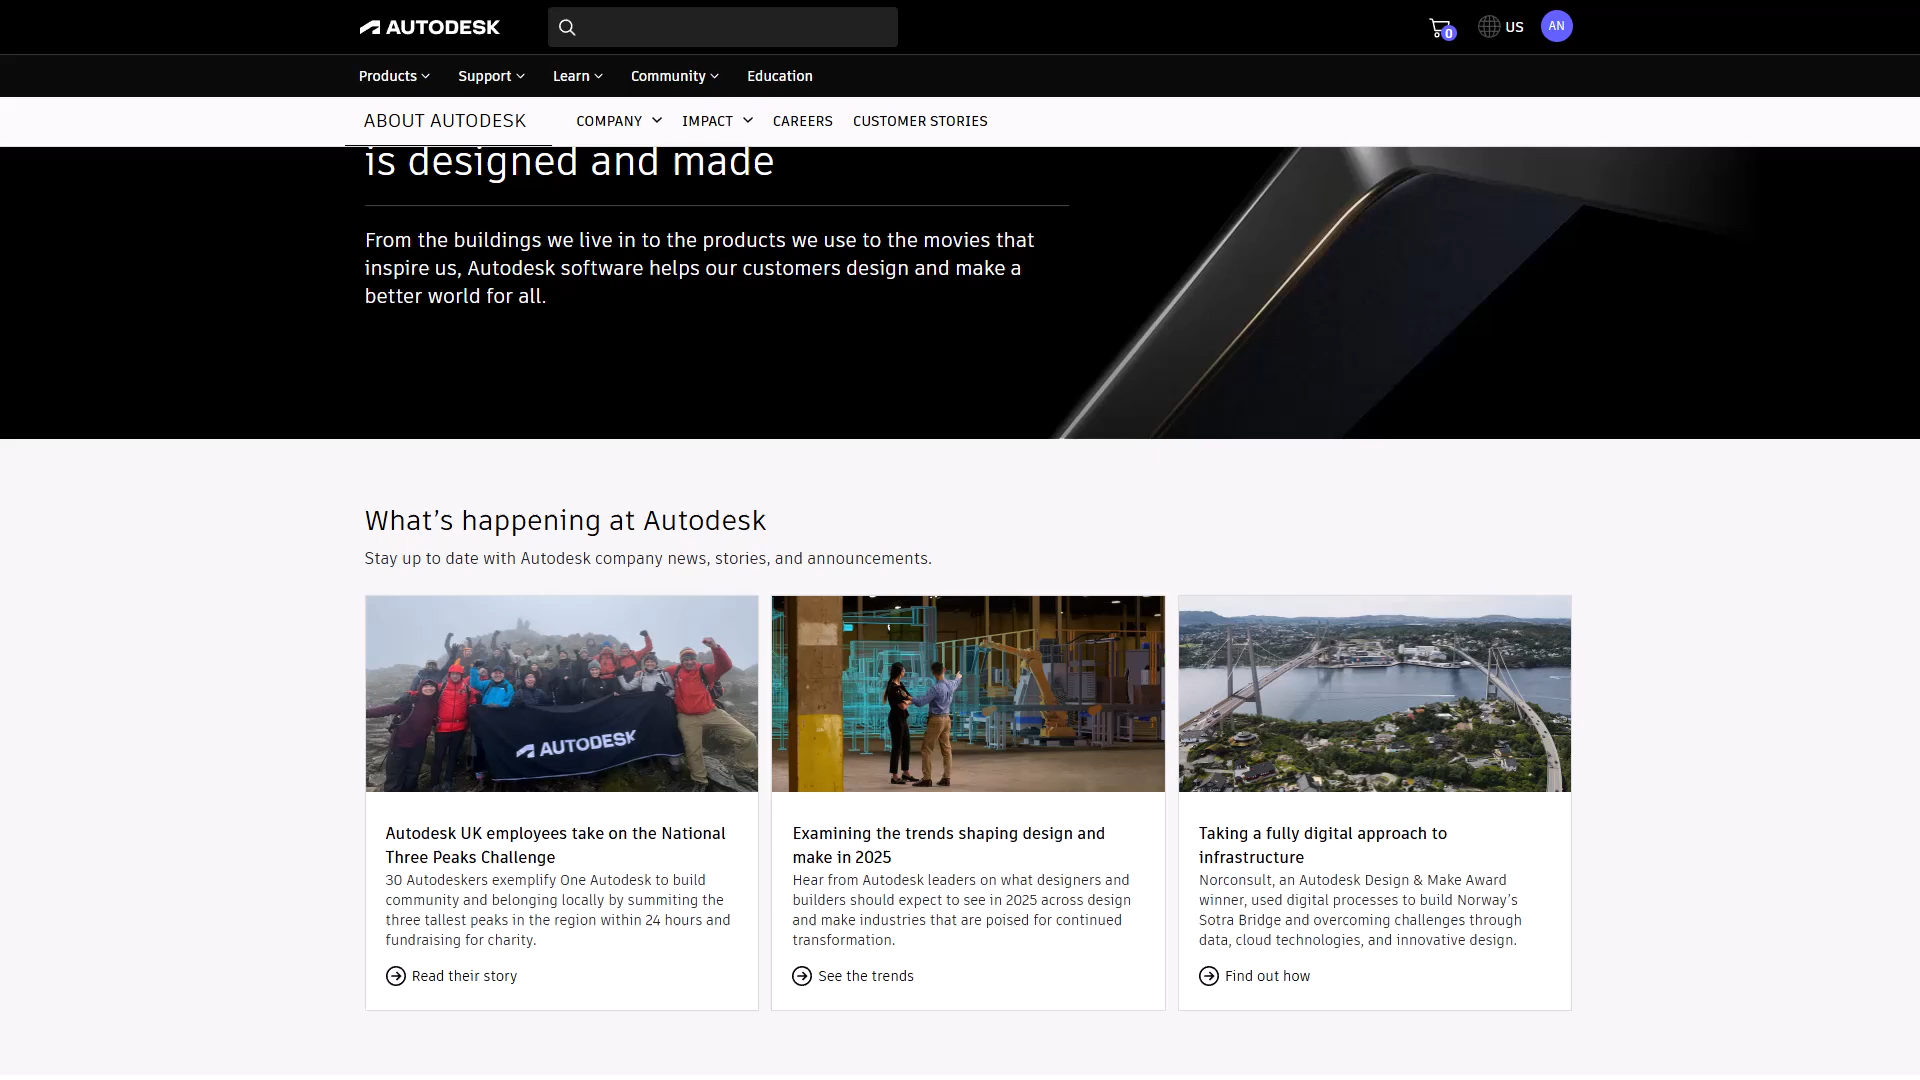 AUTODESK
0
US
AN
Products
Support
Learn
Community
Education
ABOUT AUTODESK
COMPANY
IMPACT
CAREERS
CUSTOMER STORIES
is designed and made
From the buildings we live in to the products we use to the movies that
inspire us, Autodesk software helps our customers design and make a
better world for all.
What’s happening at Autodesk
Stay up to date with Autodesk company news, stories, and announcements.
AUTODESK
Autodesk UK employees take on the National
Three Peaks Challenge
30 Autodeskers exemplify One Autodesk to build
community and belonging locally by summiting the
three tallest peaks in the region within 24 hours and
fundraising for charity.
Read their story
Examining the trends shaping design and
make in 2025
Hear from Autodesk leaders on what designers and
builders should expect to see in 2025 across design
and make industries that are poised for continued
transformation.
See the trends
Taking a fully digital approach to
infrastructure
Norconsult, an Autodesk Design & Make Award
winner, used digital processes to build Norway’s
Sotra Bridge and overcoming challenges through
data, cloud technologies, and innovative design.
Find out how